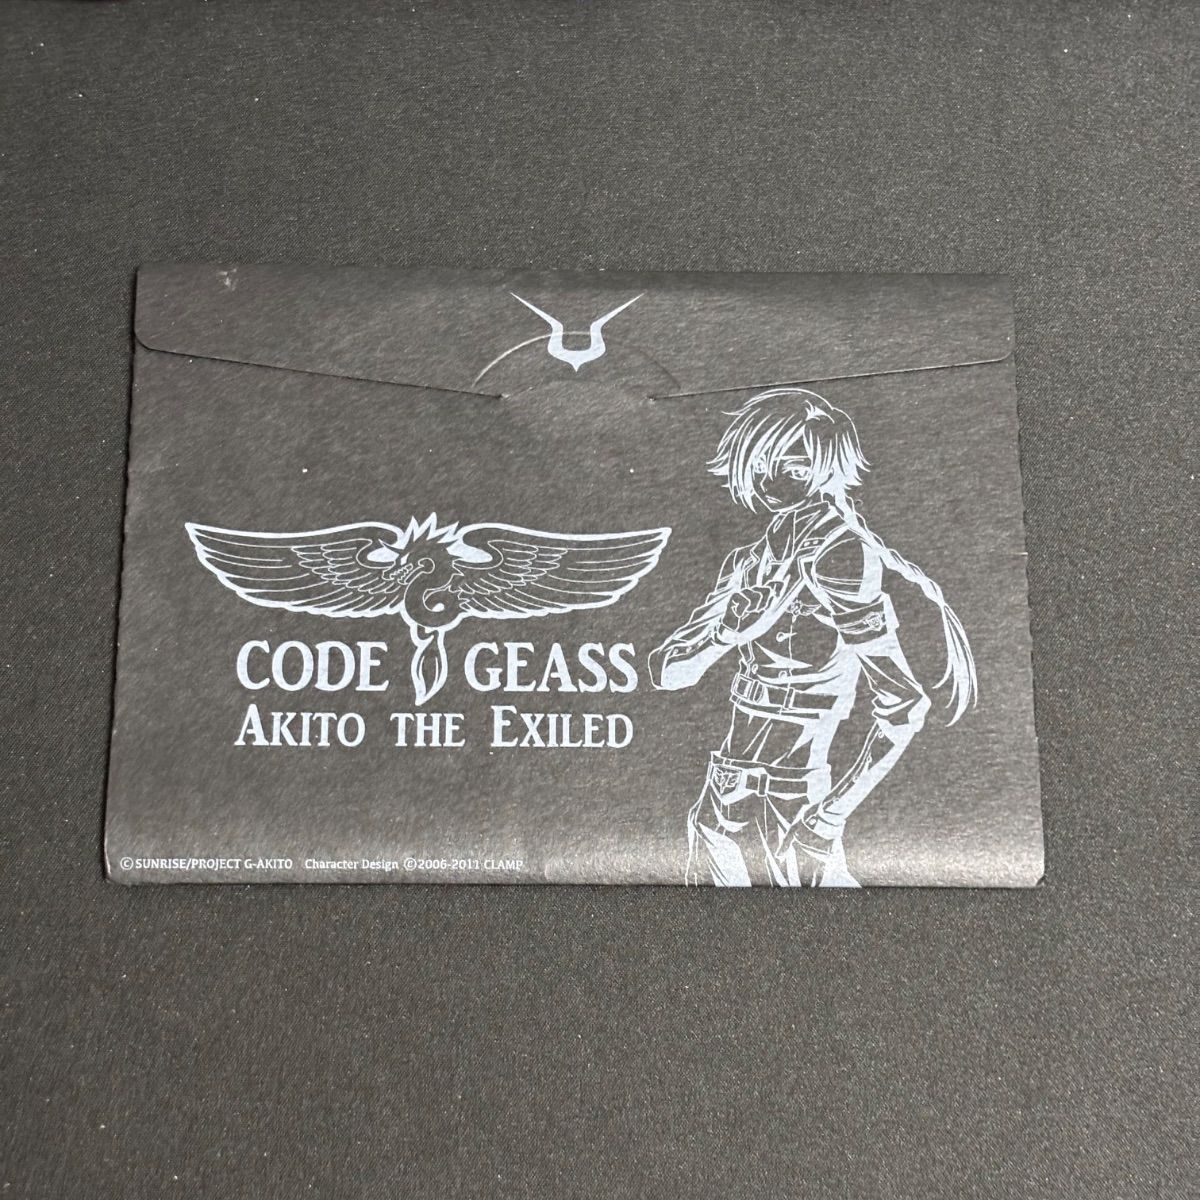 CODE GEASS
AKITO THE EXILED
©SUNRISE/PROJECT G-AKITO Character Design ©2006-2011 CLAMP